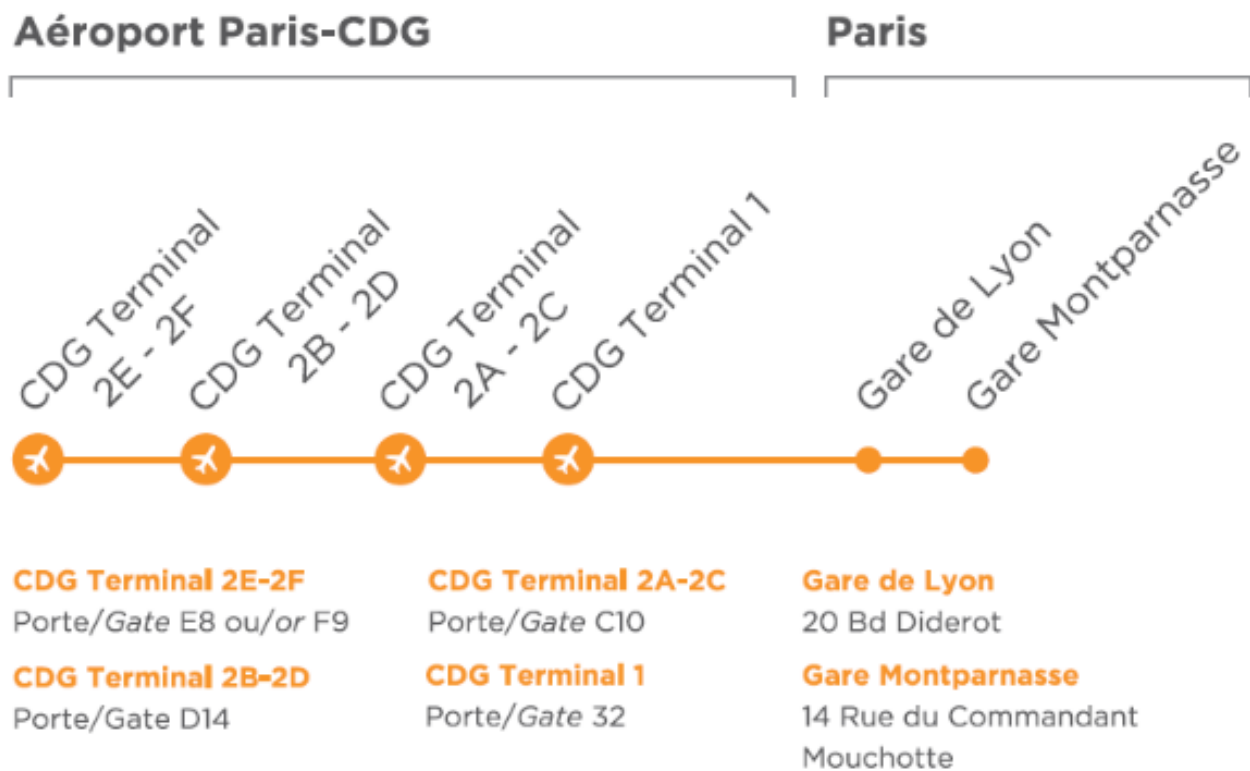 Aéroport Paris-CDG
Paris
CDG Terminal
2E - 2F
CDG Terminal
2B - 2D
CDG Terminal
2A - 2C
CDG Terminal 1
Gare de Lyon
Gare Montparnasse
CDG Terminal 2E-2F
Porte/Gate E8 ou/or F9
CDG Terminal 2B-2D
Porte/Gate D14
CDG Terminal 2A-2C
Porte/Gate C10
CDG Terminal 1
Porte/Gate 32
Gare de Lyon
20 Bd Diderot
Gare Montparnasse
14 Rue du Commandant
Mouchotte